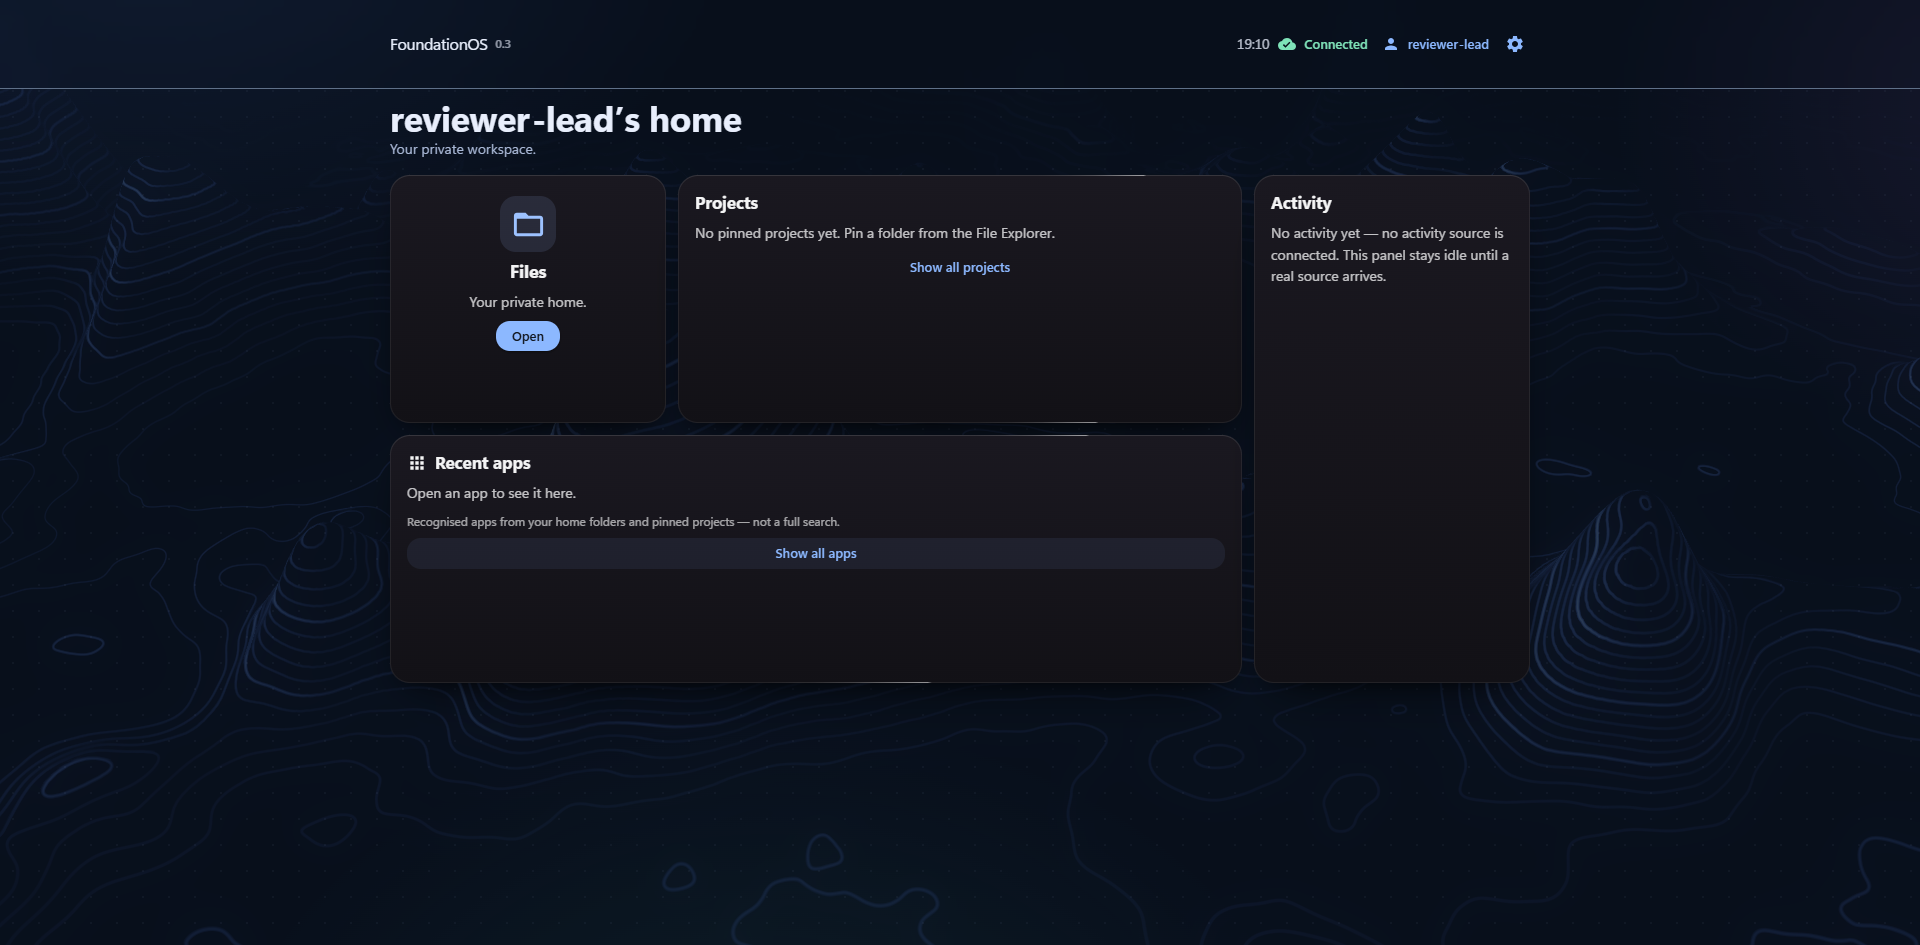 FoundationOS 0.3
19:10 Connected reviewer-lead
reviewer-lead’s home
Your private workspace.
Files
Your private home.
Open
Projects
No pinned projects yet. Pin a folder from the File Explorer.
Show all projects
Activity
No activity yet — no activity source is
connected. This panel stays idle until a
real source arrives.
Recent apps
Open an app to see it here.
Recognised apps from your home folders and pinned projects — not a full search.
Show all apps